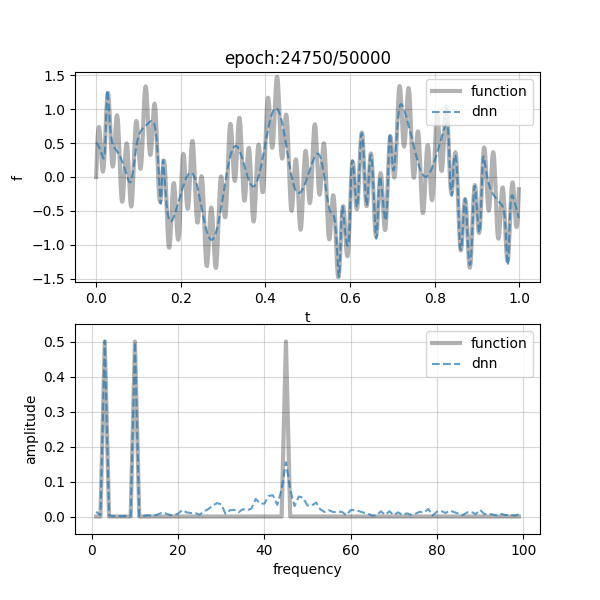 epoch:24750/50000
1.5
1.0
0.5
0.0
−0.5
−1.0
−1.5
f
function
dnn
0.0 0.2 0.4 0.6 0.8 1.0
t
0.5
0.4
0.3
0.2
0.1
0.0
amplitude
function
dnn
0 20 40 60 80 100
frequency